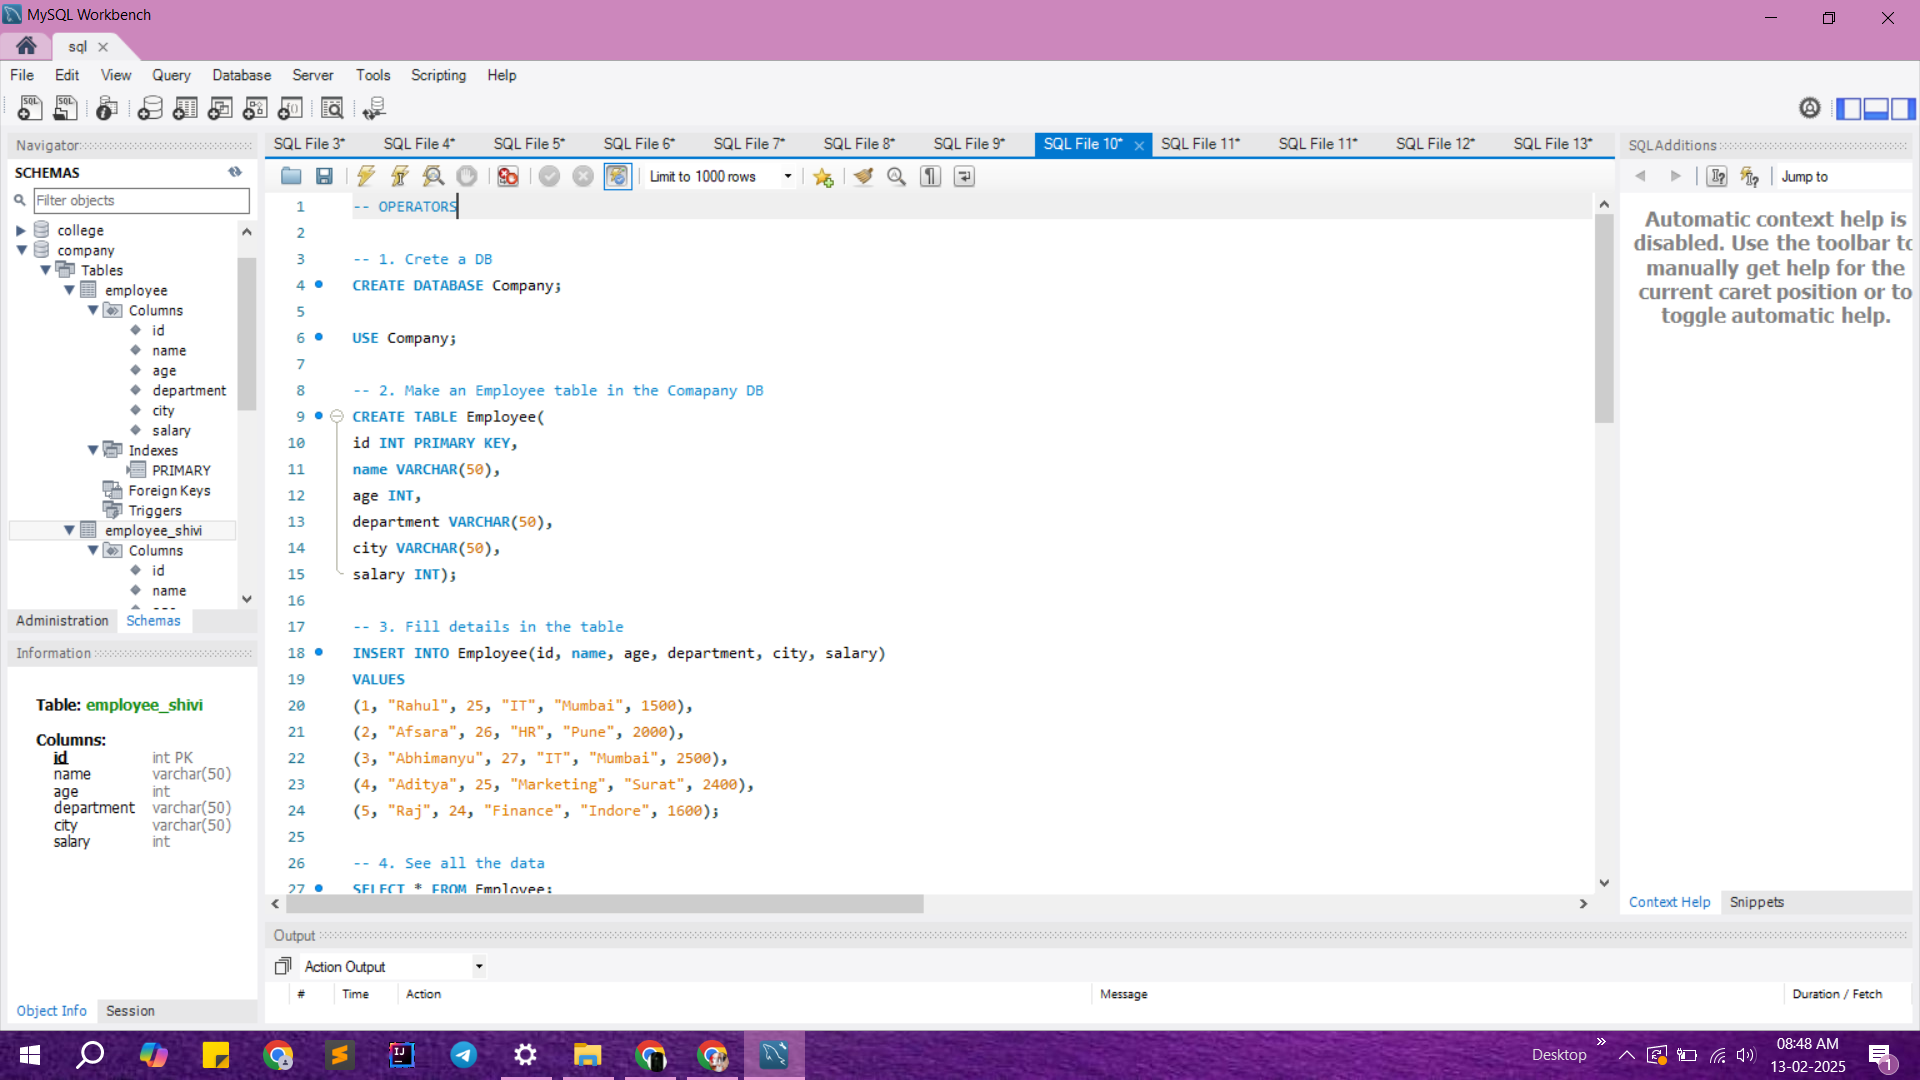 MySQL Workbench
sql
File Edit View Query Database Server Tools Scripting Help
Navigator
SCHEMAS
Filter objects
college
company
Tables
employee
Columns
id
name
age
department
city
salary
Indexes
PRIMARY
Foreign Keys
Triggers
employee_shivi
Columns
id
name
Administration Schemas
Information
Table: employee_shivi
Columns:
id int PK
name varchar(50)
age int
department varchar(50)
city varchar(50)
salary int
Object Info Session
SQL File 3* SQL File 4* SQL File 5* SQL File 6* SQL File 7* SQL File 8* SQL File 9* SQL File 10* SQL File 11* SQL File 11* SQL File 12* SQL File 13*
Limit to 1000 rows
1 -- OPERATORS
2
3 -- 1. Crete a DB
4 CREATE DATABASE Company;
5
6 USE Company;
7
8 -- 2. Make an Employee table in the Comapany DB
9 CREATE TABLE Employee(
10 id INT PRIMARY KEY,
11 name VARCHAR(50),
12 age INT,
13 department VARCHAR(50),
14 city VARCHAR(50),
15 salary INT);
16
17 -- 3. Fill details in the table
18 INSERT INTO Employee(id, name, age, department, city, salary)
19 VALUES
20 (1, "Rahul", 25, "IT", "Mumbai", 1500),
21 (2, "Afsara", 26, "HR", "Pune", 2000),
22 (3, "Abhimanyu", 27, "IT", "Mumbai", 2500),
23 (4, "Aditya", 25, "Marketing", "Surat", 2400),
24 (5, "Raj", 24, "Finance", "Indore", 1600);
25
26 -- 4. See all the data
27 SELECT * FROM Employee;
SQLAdditions
Jump to
Automatic context help is
disabled. Use the toolbar to
manually get help for the
current caret position or to
toggle automatic help.
Context Help Snippets
Output
Action Output
# Time Action Message Duration / Fetch
Desktop
08:48 AM
13-02-2025
1